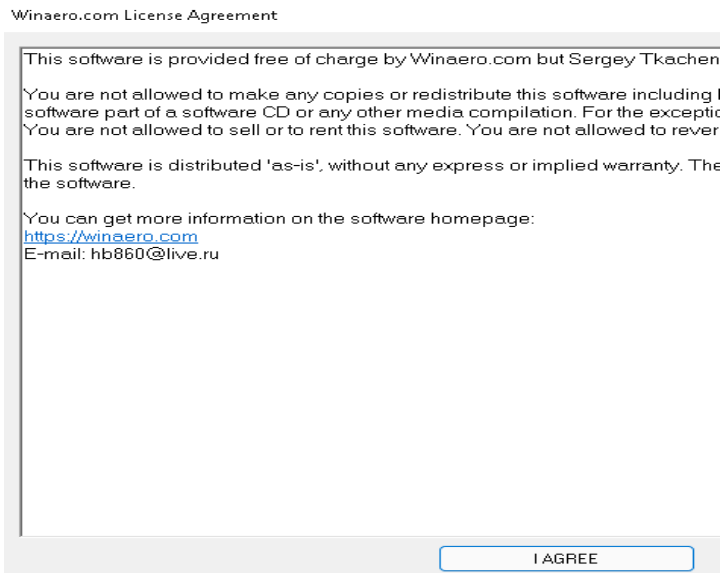 Winaero.com License Agreement
This software is provided free of charge by Winaero.com but Sergey Tkachen
You are not allowed to make any copies or redistribute this software including
software part of a software CD or any other media compilation. For the exceptio
You are not allowed to sell or to rent this software. You are not allowed to rever
This software is distributed 'as-is', without any express or implied warranty. The
the software.
You can get more information on the software homepage:
https://winaero.com
E-mail: hb860@live.ru
I AGREE